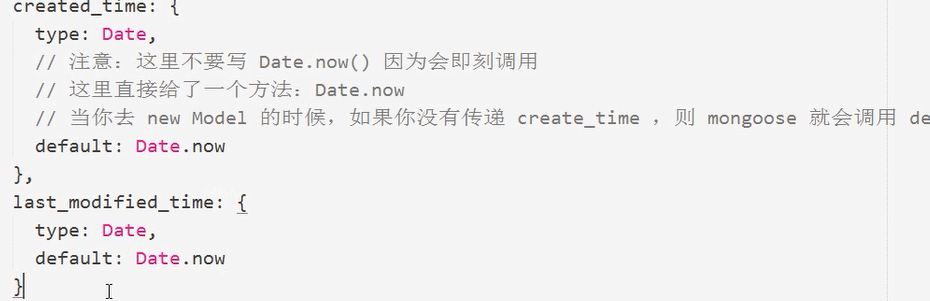 created_time: {
type: Date,
// 注意：这里不要写 Date.now() 因为会即刻调用
// 这里直接给了一个方法：Date.now
// 当你去 new Model 的时候，如果你没有传递 create_time ，则 mongoose 就会调用 de
default: Date.now
},
last_modified_time: {
type: Date,
default: Date.now
}